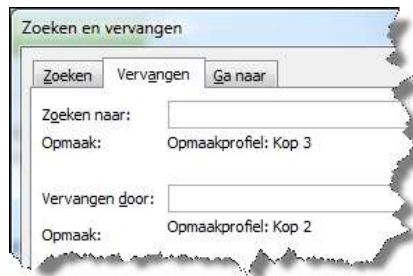 Zoeken en vervangen
Zoeken Vervangen Ga naar
Zoeken naar:
Opmaak: Opmaakprofiel: Kop 3
Vervangen door:
Opmaak: Opmaakprofiel: Kop 2